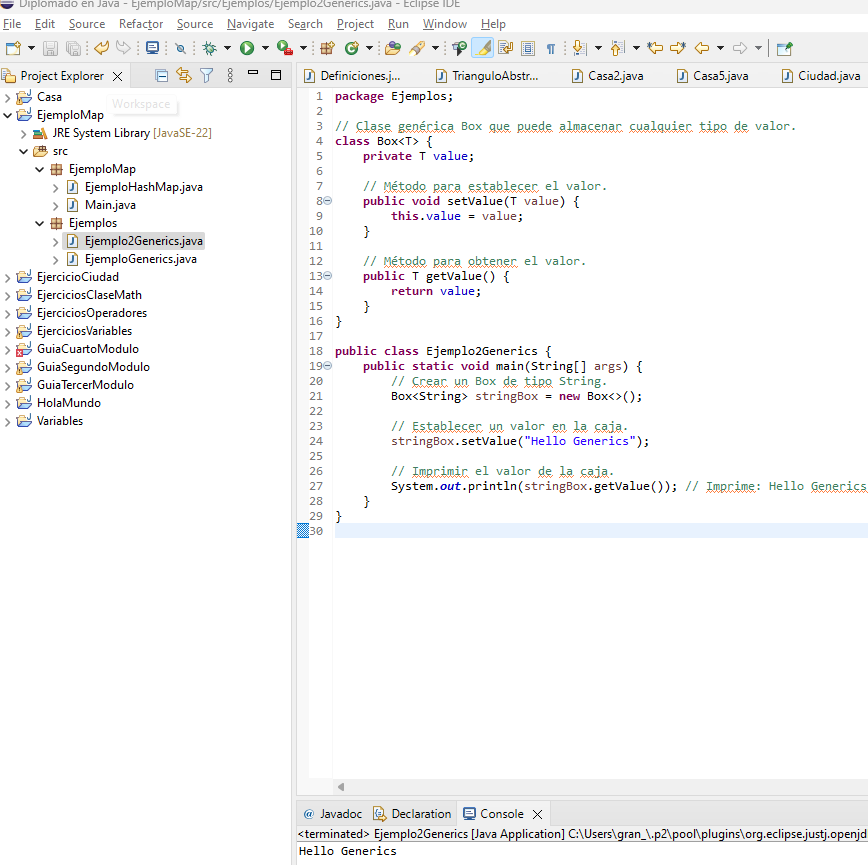 Diplomado en Java - EjemploMap/src/Ejemplos/Ejemplo2Generics.java - Eclipse IDE
File Edit Source Refactor Source Navigate Search Project Run Window Help
Project Explorer
Definiciones.j... TrianguloAbstr... Casa2.java Casa5.java Ciudad.java
Workspace
Casa
EjemploMap
JRE System Library [JavaSE-22]
src
EjemploMap
EjemploHashMap.java
Main.java
Ejemplos
Ejemplo2Generics.java
EjemploGenerics.java
EjercicioCiudad
EjerciciosClaseMath
EjerciciosOperadores
EjerciciosVariables
GuiaCuartoModulo
GuiaSegundoModulo
GuiaTercerModulo
HolaMundo
Variables
1 package Ejemplos;
2
3 // Clase genérica Box que puede almacenar cualquier tipo de valor.
4 class Box<T> {
5     private T value;
6
7     // Método para establecer el valor.
8     public void setValue(T value) {
9         this.value = value;
10     }
11
12     // Método para obtener el valor.
13     public T getValue() {
14         return value;
15     }
16 }
17
18 public class Ejemplo2Generics {
19     public static void main(String[] args) {
20         // Crear un Box de tipo String.
21         Box<String> stringBox = new Box<>();
22
23         // Establecer un valor en la caja.
24         stringBox.setValue("Hello Generics");
25
26         // Imprimir el valor de la caja.
27         System.out.println(stringBox.getValue()); // Imprime: Hello Generics
28     }
29 }
30
Javadoc Declaration Console
<terminated> Ejemplo2Generics [Java Application] C:\Users\gran_\.p2\pool\plugins\org.eclipse.justj.openjd
Hello Generics